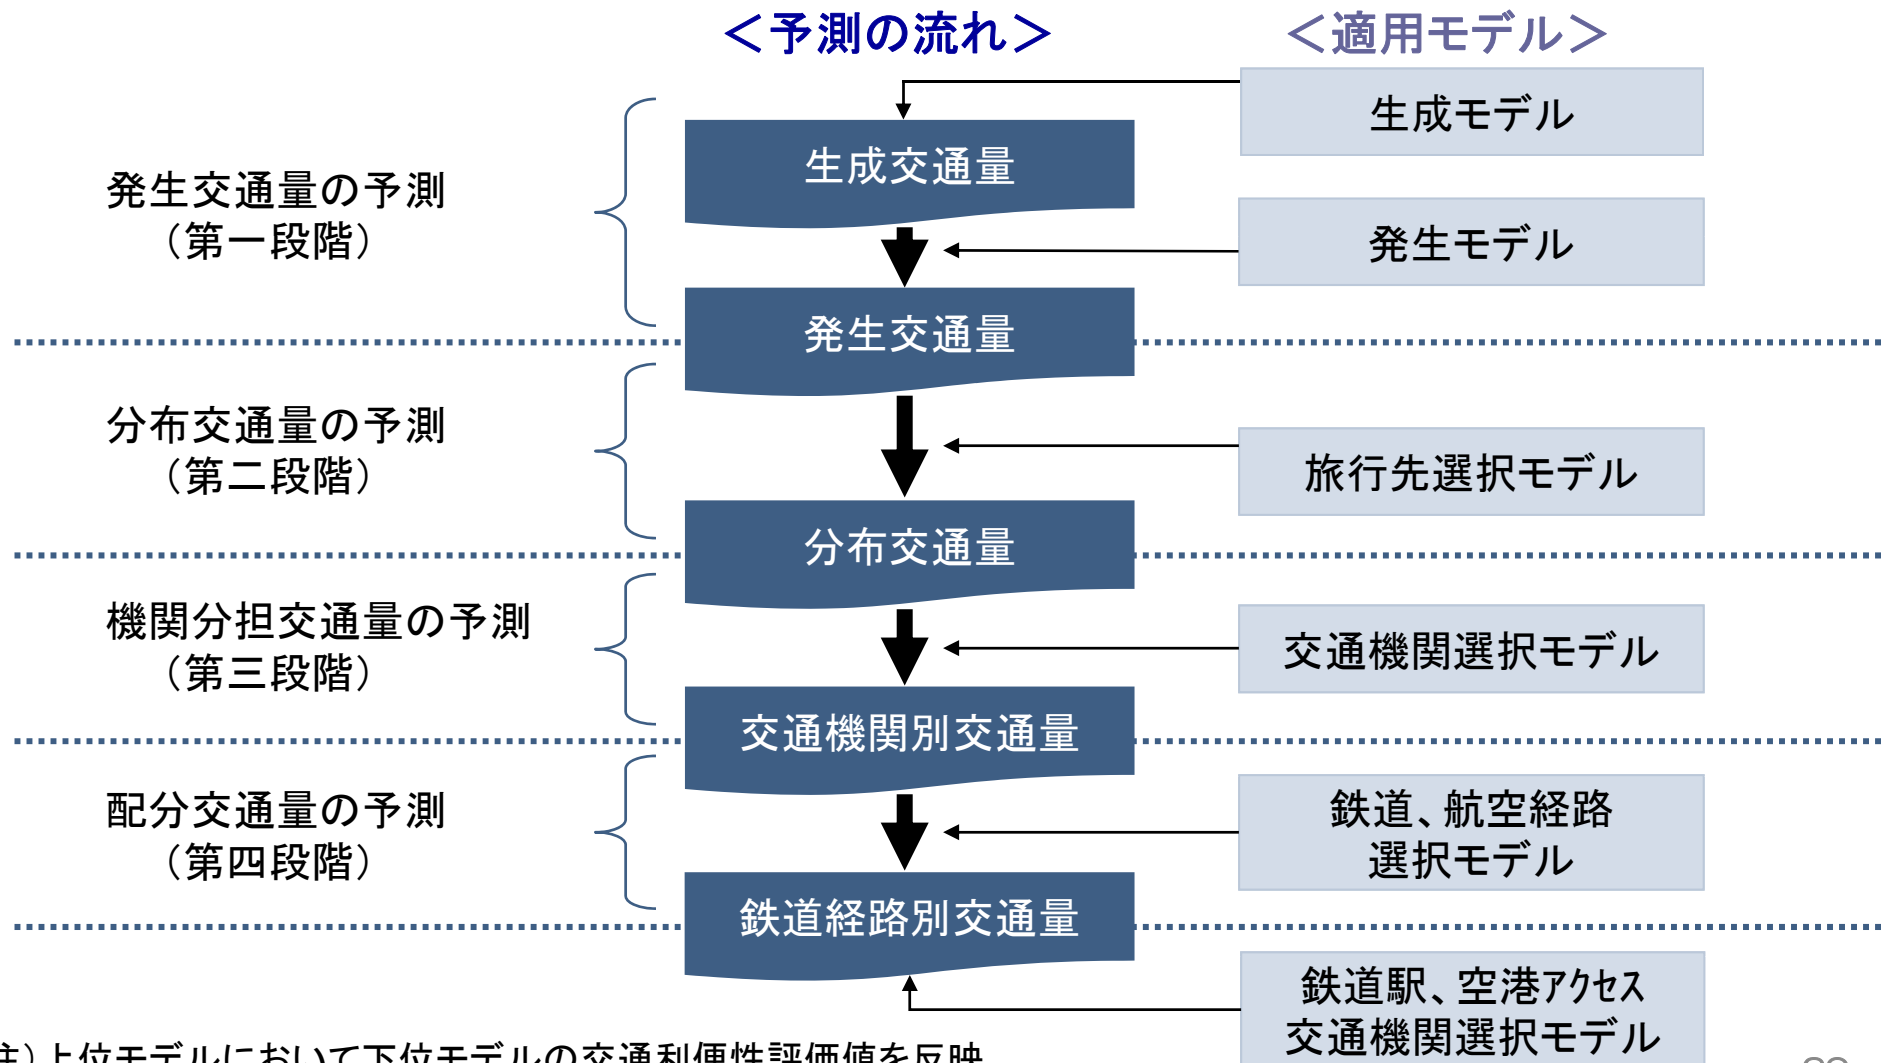 ＜予測の流れ＞
＜適用モデル＞
生成モデル
生成交通量
発生交通量の予測
（第一段階）
発生モデル
発生交通量
分布交通量の予測
（第二段階）
旅行先選択モデル
分布交通量
機関分担交通量の予測
（第三段階）
交通機関選択モデル
交通機関別交通量
配分交通量の予測
（第四段階）
鉄道、航空経路
選択モデル
鉄道経路別交通量
鉄道駅、空港アクセス
交通機関選択モデル
注）上位モデルにおいて下位モデルの交通利便性評価値を反映